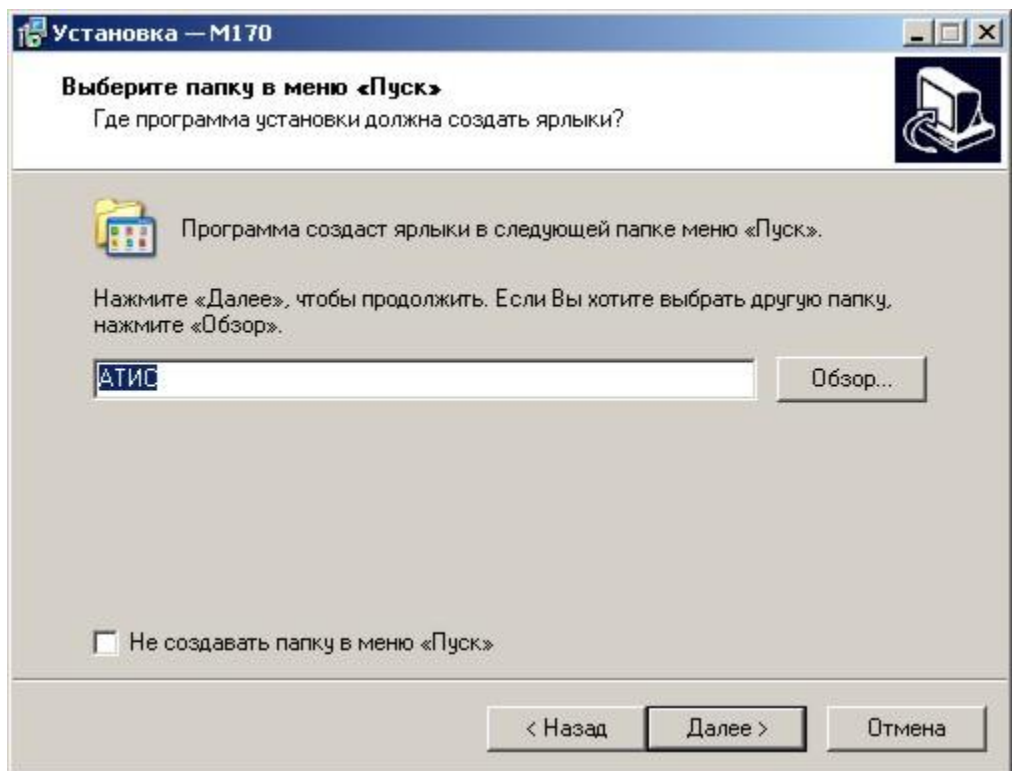 Установка — М170
Выберите папку в меню «Пуск»
Где программа установки должна создать ярлыки?
Программа создаст ярлыки в следующей папке меню «Пуск».
Нажмите «Далее», чтобы продолжить. Если Вы хотите выбрать другую папку,
нажмите «Обзор».
АТИС
Обзор...
Не создавать папку в меню «Пуск»
< Назад
Далее >
Отмена